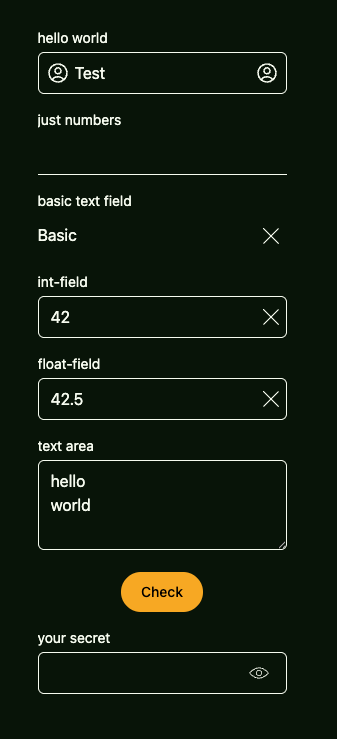 hello world
Test
just numbers
basic text field
Basic
int-field
42
float-field
42.5
text area
hello
world
Check
your secret